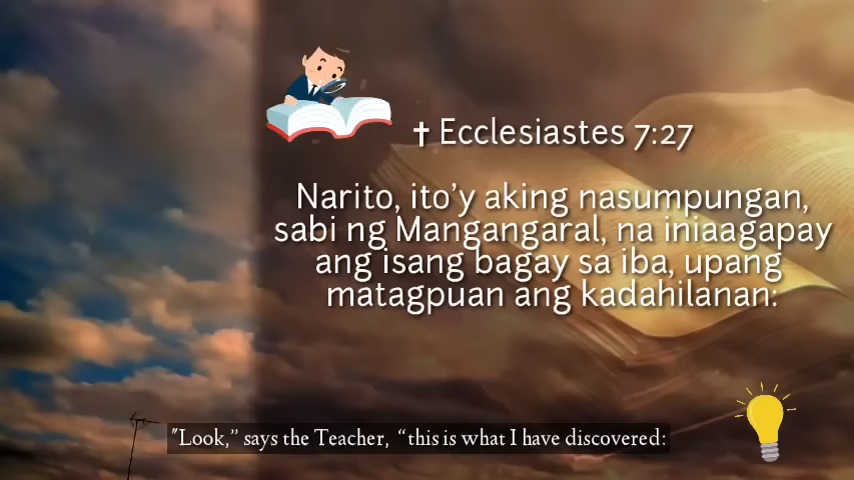 ✝ Ecclesiastes 7:27
Narito, ito’y aking nasumpungan,
sabi ng Mangangaral, na iniaagapay
ang isang bagay sa iba, upang
matagpuan ang kadahilanan:
"Look,” says the Teacher, “this is what I have discovered: